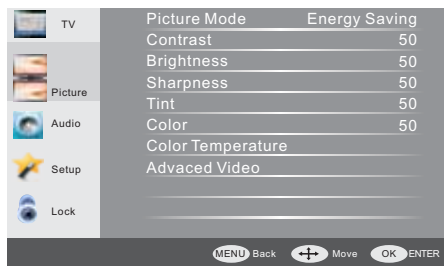 TV
Picture
Audio
Setup
Lock
Picture Mode Energy Saving
Contrast 50
Brightness 50
Sharpness 50
Tint 50
Color 50
Color Temperature
Advaced Video
MENU Back Move OK ENTER